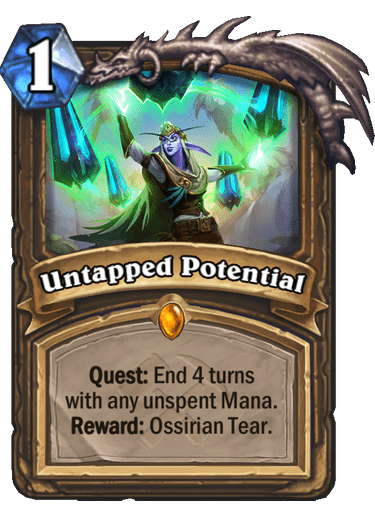 1
Untapped Potential
Quest: End 4 turns
with any unspent Mana.
Reward: Ossirian Tear.